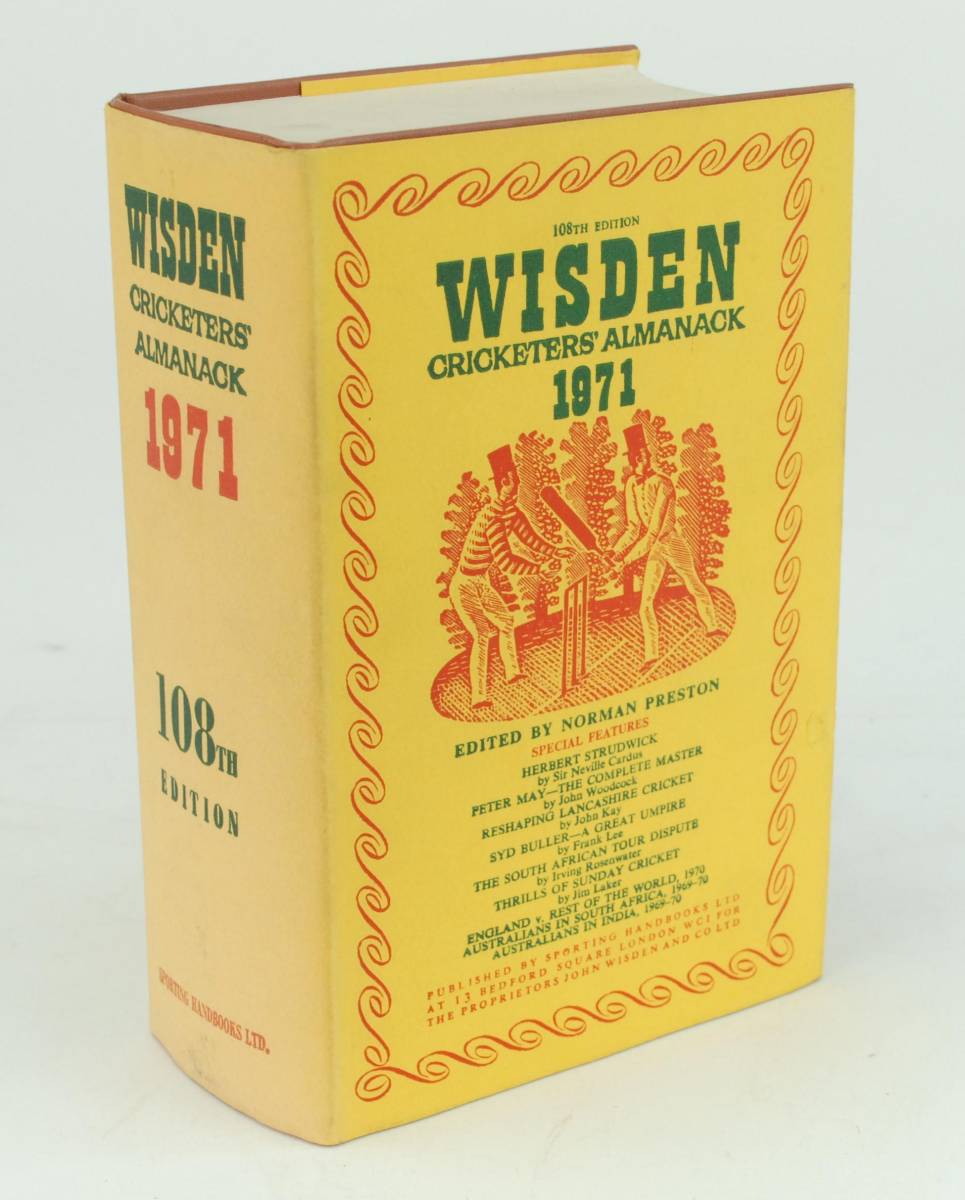 WISDEN
CRICKETERS'
ALMANACK
1971
108TH
EDITION
SPORTING HANDBOOKS LTD.
108TH EDITION
WISDEN
CRICKETERS' ALMANACK
1971
EDITED BY NORMAN PRESTON
SPECIAL FEATURES
HERBERT STRUDWICK
by Sir Neville Cardus
PETER MAY—THE COMPLETE MASTER
by John Woodcock
RESHAPING LANCASHIRE CRICKET
by John Kay
SYD BULLER—A GREAT UMPIRE
by Frank Lee
THE SOUTH AFRICAN TOUR DISPUTE
by Irving Rosenwater
THRILLS OF SUNDAY CRICKET
by Jim Laker
ENGLAND v. REST OF THE WORLD, 1970
AUSTRALIANS IN SOUTH AFRICA, 1969-70
AUSTRALIANS IN INDIA, 1969-70
PUBLISHED BY SPORTING HANDBOOKS LTD
AT 13 BEDFORD SQUARE LONDON WC1 FOR
THE PROPRIETORS JOHN WISDEN AND CO LTD